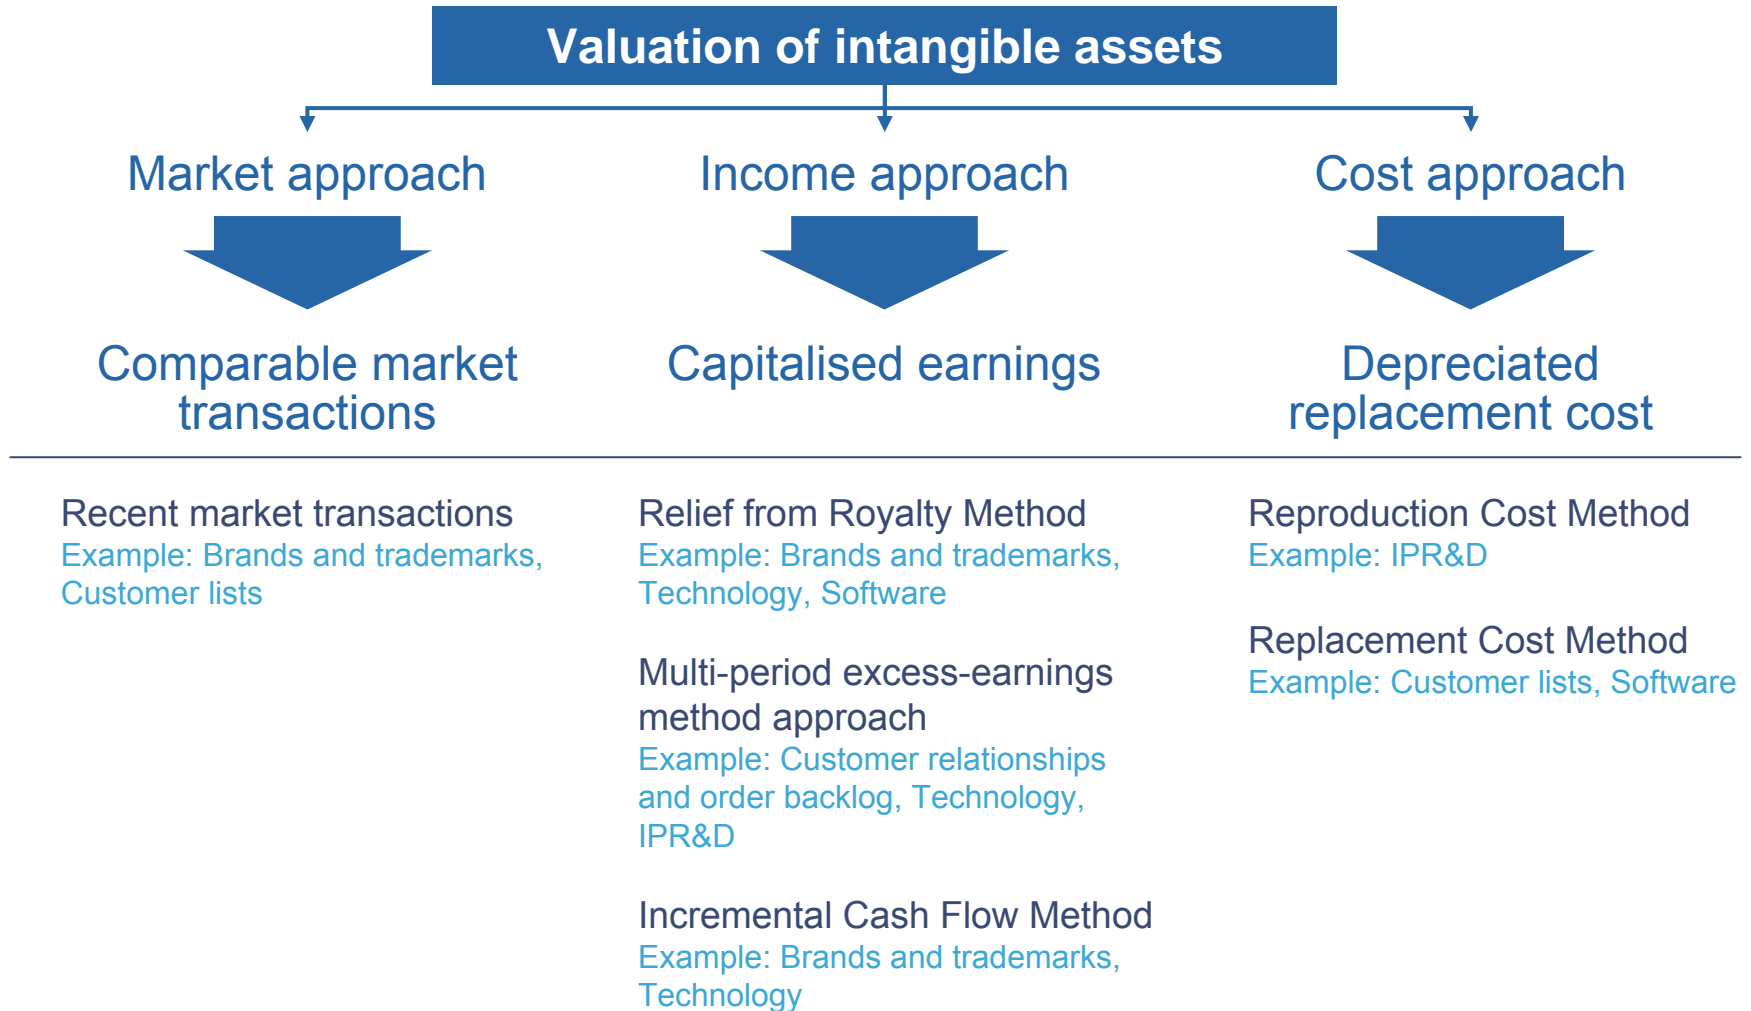 Valuation of intangible assets
Market approach
Income approach
Cost approach
Comparable market
transactions
Capitalised earnings
Depreciated
replacement cost
Recent market transactions
Example: Brands and trademarks,
Customer lists
Relief from Royalty Method
Example: Brands and trademarks,
Technology, Software
Multi-period excess-earnings
method approach
Example: Customer relationships
and order backlog, Technology,
IPR&D
Incremental Cash Flow Method
Example: Brands and trademarks,
Technology
Reproduction Cost Method
Example: IPR&D
Replacement Cost Method
Example: Customer lists, Software